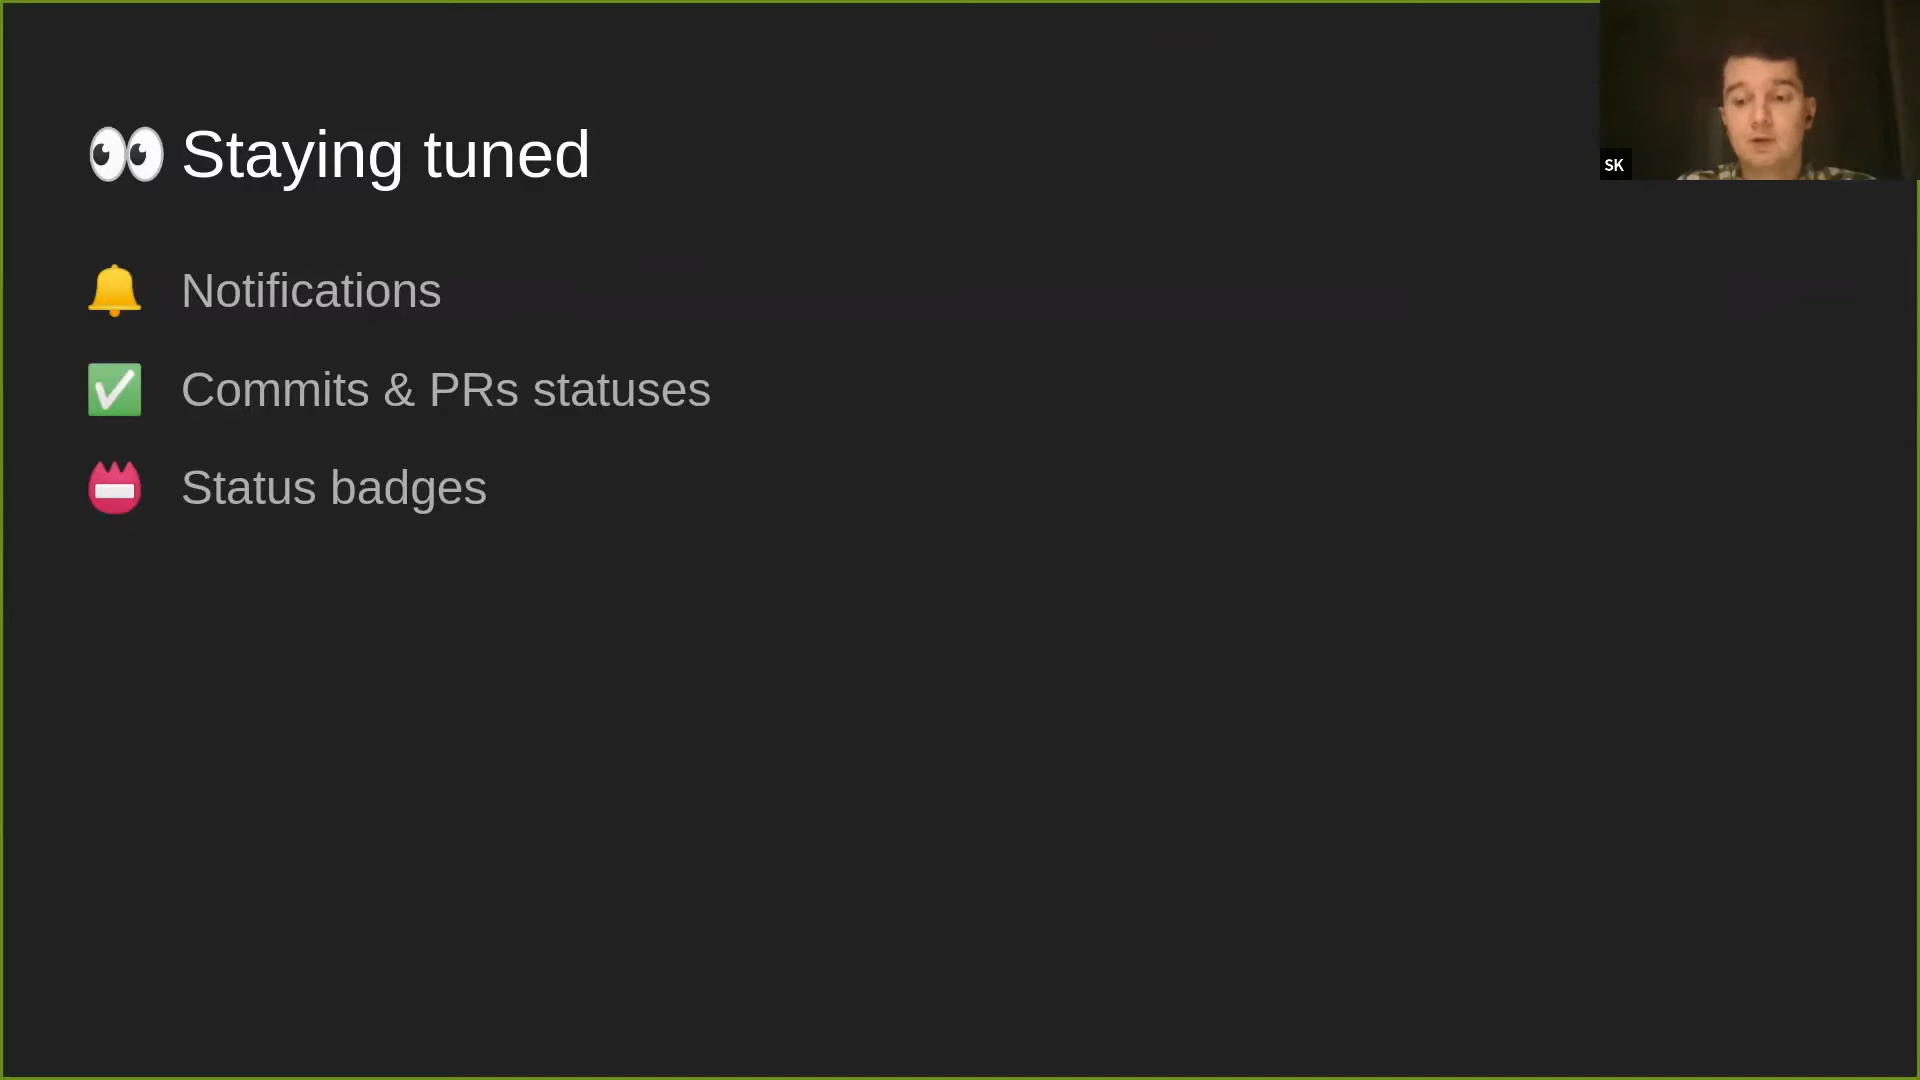 👀 Staying tuned
🔔 Notifications
✅ Commits & PRs statuses
📛 Status badges
SK